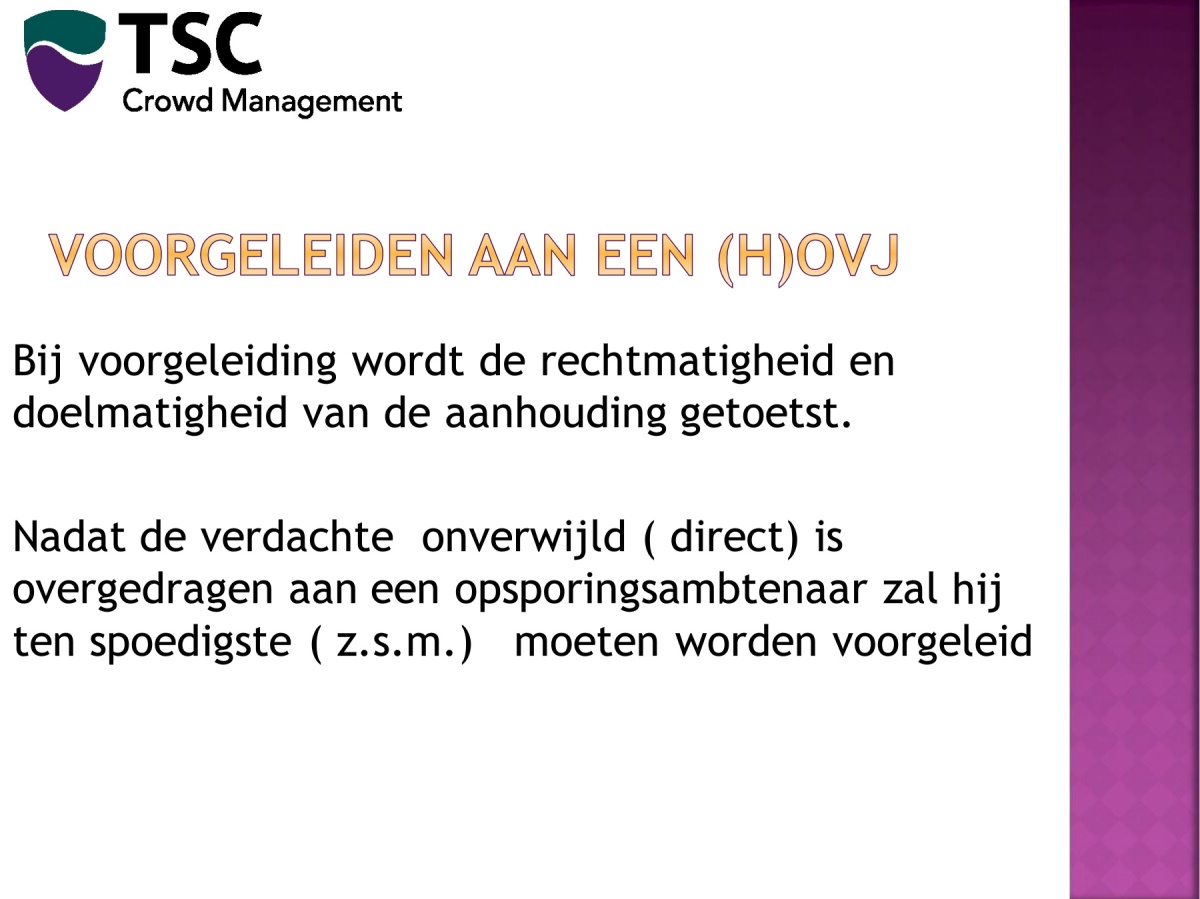 TSC
Crowd Management
VOORGELEIDEN AAN EEN (H)OVJ
Bij voorgeleiding wordt de rechtmatigheid en
doelmatigheid van de aanhouding getoetst.
Nadat de verdachte  onverwijld ( direct) is
overgedragen aan een opsporingsambtenaar zal hij
ten spoedigste ( z.s.m.)   moeten worden voorgeleid